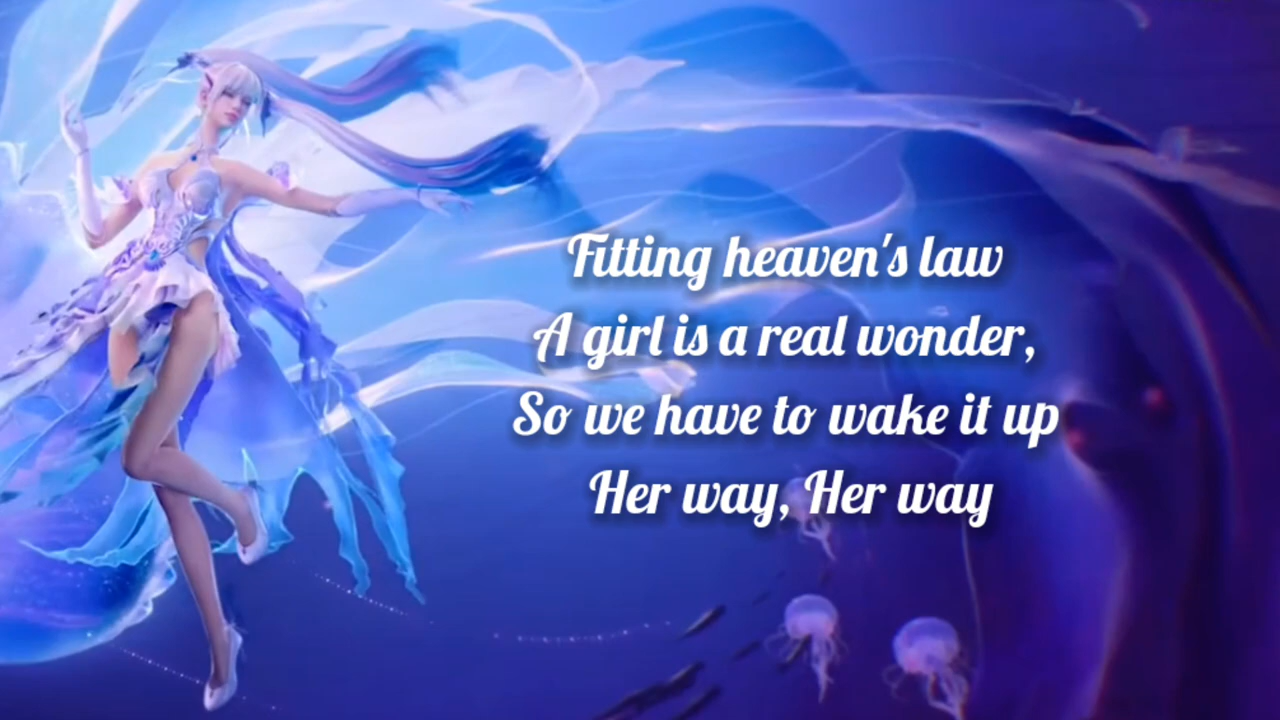 Fitting heaven's law
A girl is a real wonder,
So we have to wake it up
Her way, Her way